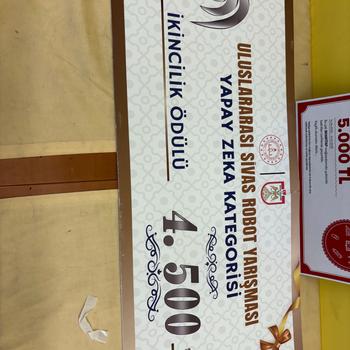 ULUSLARARASI SİVAS ROBOT YARIŞMASI
YAPAY ZEKA KATEGORİSİ
İKİNCİLİK ÖDÜLÜ
4.500
5.000 TL